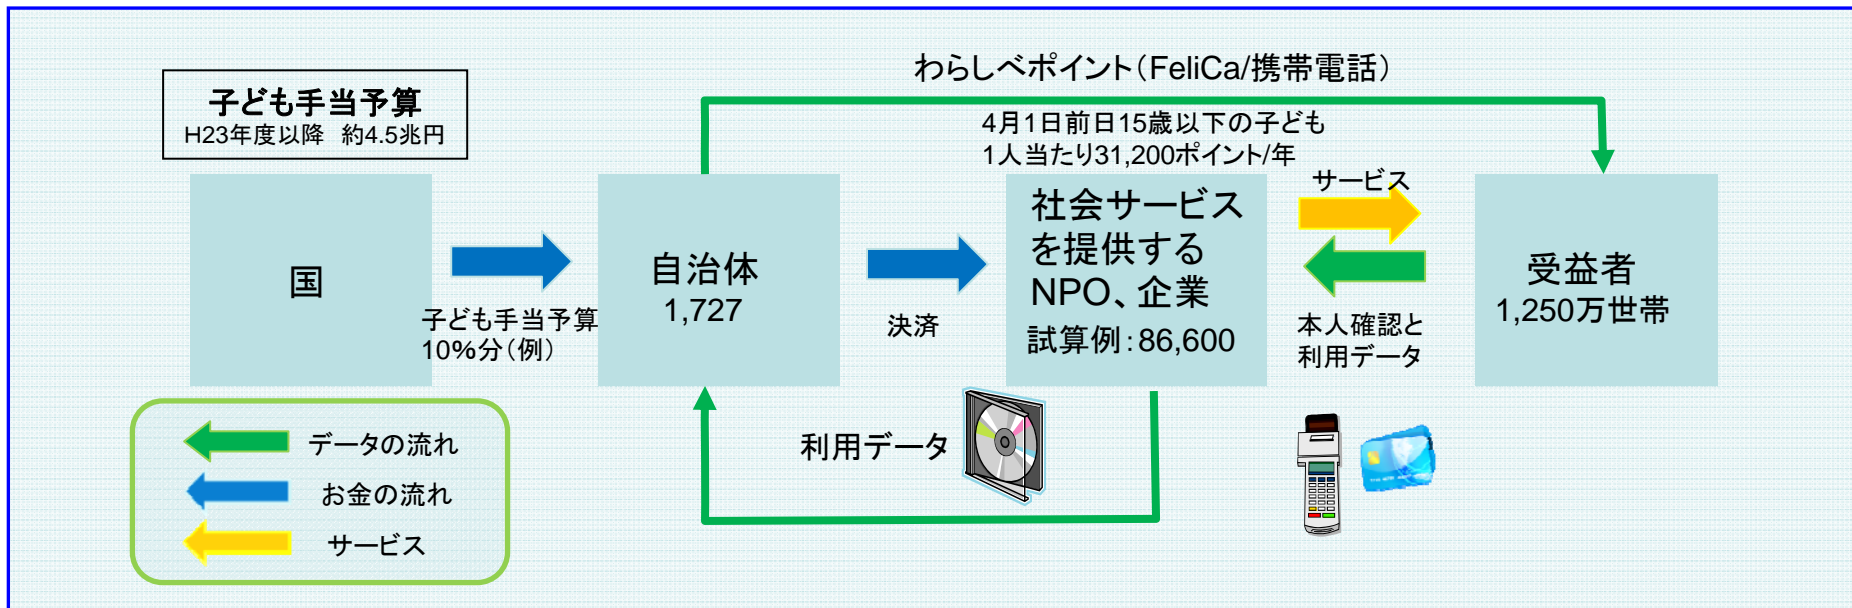 わらしべポイント（FeliCa/携帯電話）
子ども手当予算
H23年度以降　約4.5兆円
4月1日前日15歳以下の子ども
1人当たり31,200ポイント/年
国
子ども手当予算
10%分（例）
自治体
1,727
決済
社会サービス
を提供する
NPO、企業
試算例：86,600
サービス
本人確認と
利用データ
受益者
1,250万世帯
利用データ
データの流れ
お金の流れ
サービス